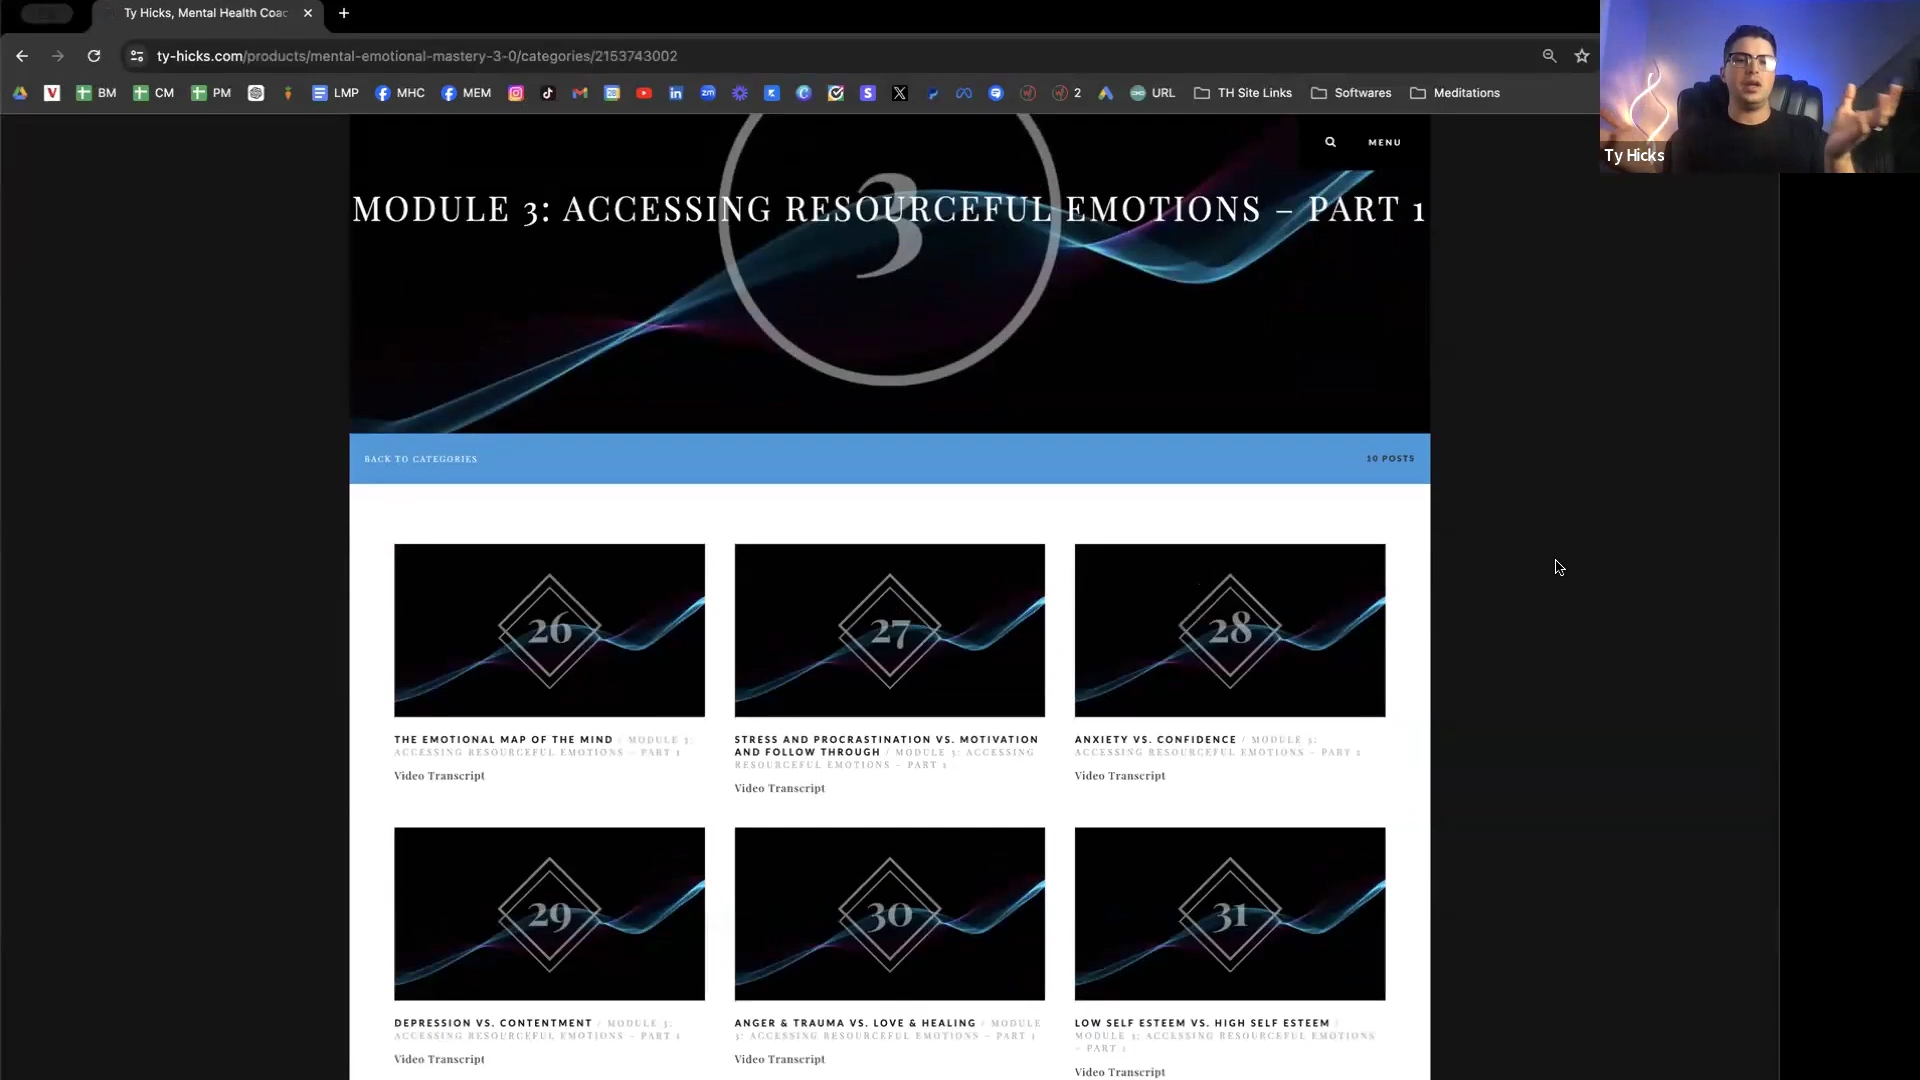 Ty Hicks, Mental Health Coac
ty-hicks.com/products/mental-emotional-mastery-3-0/categories/2153743002
BM CM PM LMP MHC MEM 2 URL TH Site Links Softwares Meditations
Ty Hicks
MENU
3
MODULE 3: ACCESSING RESOURCEFUL EMOTIONS – PART 1
BACK TO CATEGORIES
10 POSTS
26
THE EMOTIONAL MAP OF THE MIND / MODULE 3:
ACCESSING RESOURCEFUL EMOTIONS – PART 1
Video Transcript
27
STRESS AND PROCRASTINATION VS. MOTIVATION
AND FOLLOW THROUGH / MODULE 3: ACCESSING
RESOURCEFUL EMOTIONS – PART 1
Video Transcript
28
ANXIETY VS. CONFIDENCE / MODULE 3:
ACCESSING RESOURCEFUL EMOTIONS – PART 1
Video Transcript
29
DEPRESSION VS. CONTENTMENT / MODULE 3:
ACCESSING RESOURCEFUL EMOTIONS – PART 1
Video Transcript
30
ANGER & TRAUMA VS. LOVE & HEALING / MODULE
3: ACCESSING RESOURCEFUL EMOTIONS – PART 1
Video Transcript
31
LOW SELF ESTEEM VS. HIGH SELF ESTEEM /
MODULE 3: ACCESSING RESOURCEFUL EMOTIONS
– PART 1
Video Transcript